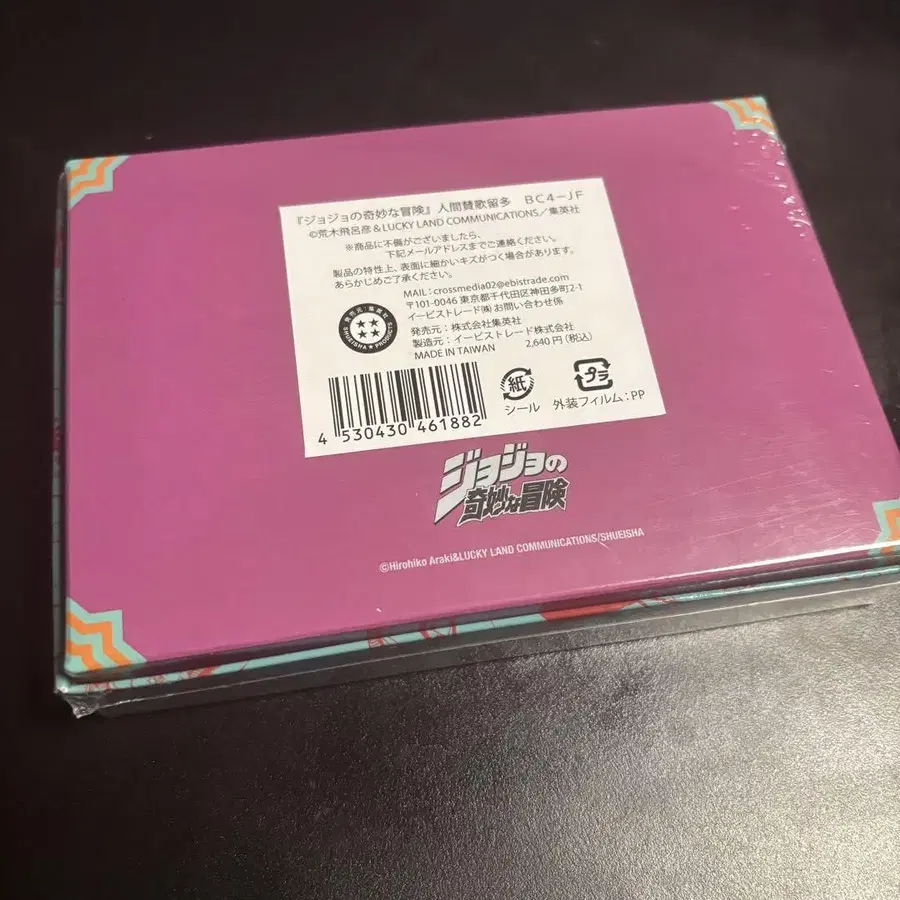 『ジョジョの奇妙な冒険』人間賛歌留多　BC4-JF
©荒木飛呂彦&LUCKY LAND COMMUNICATIONS／集英社
※商品に不備がございましたら、
下記メールアドレスまでご連絡ください。
製品の特性上、表面に細かいキズがつく場合があります。
あらかじめご了承ください。
MAIL：crossmedia02@ebistrade.com
〒101-0046 東京都千代田区神田多町2-1
イービストレード㈱ お問い合わせ係
発売元：集英社
SHUEISHA★PRODUCTS
発売元：株式会社集英社
製造元：イービストレード株式会社
MADE IN TAIWAN　2,640円（税込）
4 530430 461882
紙
シール
プラ
外装フィルム：PP
ジョジョの
奇妙な冒険
©Hirohiko Araki&LUCKY LAND COMMUNICATIONS/SHUEISHA